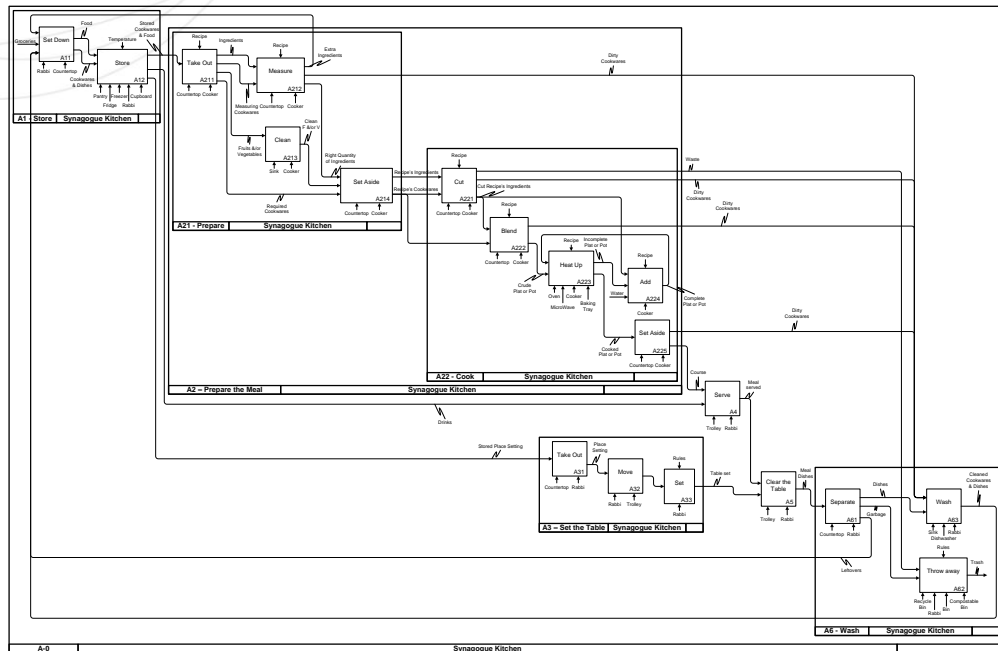 Groceries
Set Down
A11
Rabbi Countertop
Food
Cookwares
& Dishes
Temperature
Store
A12
Pantry Freezer Cupboard
Fridge Rabbi
Stored
Cookwares
& Food
A1 - Store Synagogue Kitchen
Recipe
Take Out
A211
Countertop Cooker
Ingredients
Recipe
Measure
A212
Measuring
Cookwares
Countertop Cooker
Extra
Ingredients
Clean
A213
Sink Cooker
Fruits &/or
Vegetables
Clean
F &/or V
Right Quantity
of Ingredients
Required
Cookwares
Set Aside
A214
Countertop Cooker
A21 - Prepare Synagogue Kitchen
Recipe's Ingredients
Recipe's Cookwares
Dirty
Cookwares
Recipe
Cut
A221
Countertop Cooker
Cut Recipe's Ingredients
Waste
Dirty
Cookwares
Recipe
Blend
A222
Countertop Cooker
Dirty
Cookwares
Crude
Plat or Pot
Recipe
Heat Up
A223
Oven Cooker
MicroWave Baking
Tray
Incomplete
Plat or Pot
Recipe
Add
A224
Water
Cooker
Complete
Plat or Pot
Cooked
Plat or Pot
Set Aside
A225
Countertop Cooker
Dirty
Cookwares
A22 - Cook Synagogue Kitchen
A2 – Prepare the Meal Synagogue Kitchen
Course
Serve
A4
Trolley Rabbi
Meal
served
Drinks
Stored Place Setting
Take Out
A31
Countertop Rabbi
Place
Setting
Move
A32
Rabbi Trolley
Rules
Set
A33
Rabbi
Table set
A3 – Set the Table Synagogue Kitchen
Clear the
Table
A5
Trolley Rabbi
Meal
Dishes
Separate
A61
Countertop Rabbi
Dishes
Garbage
Leftovers
Wash
A63
Sink Rabbi
Dishwasher
Cleaned
Cookwares
& Dishes
Rules
Throw away
A62
Trash
Recycle
Bin
Rabbi
Bin
Compostable
Bin
A6 - Wash Synagogue Kitchen
A-0 Synagogue Kitchen